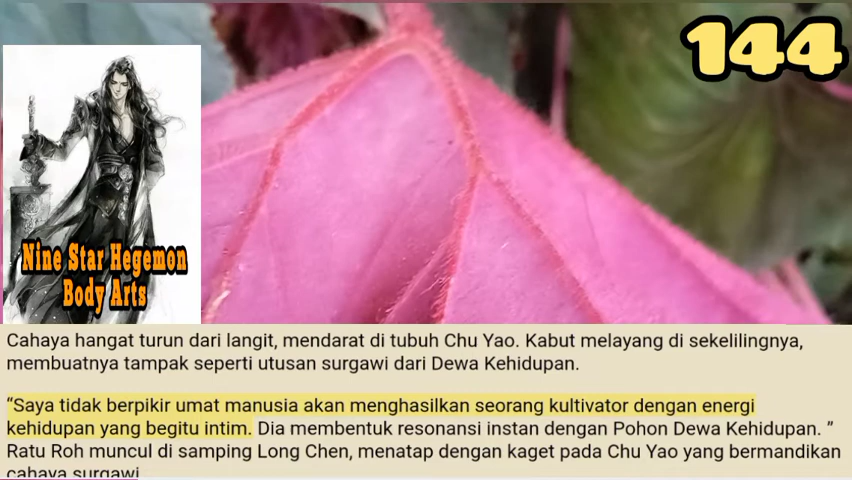 144
Nine Star Hegemon
Body Arts
Cahaya hangat turun dari langit, mendarat di tubuh Chu Yao. Kabut melayang di sekelilingnya,
membuatnya tampak seperti utusan surgawi dari Dewa Kehidupan.
“Saya tidak berpikir umat manusia akan menghasilkan seorang kultivator dengan energi
kehidupan yang begitu intim. Dia membentuk resonansi instan dengan Pohon Dewa Kehidupan. ”
Ratu Roh muncul di samping Long Chen, menatap dengan kaget pada Chu Yao yang bermandikan
cahaya surgawi